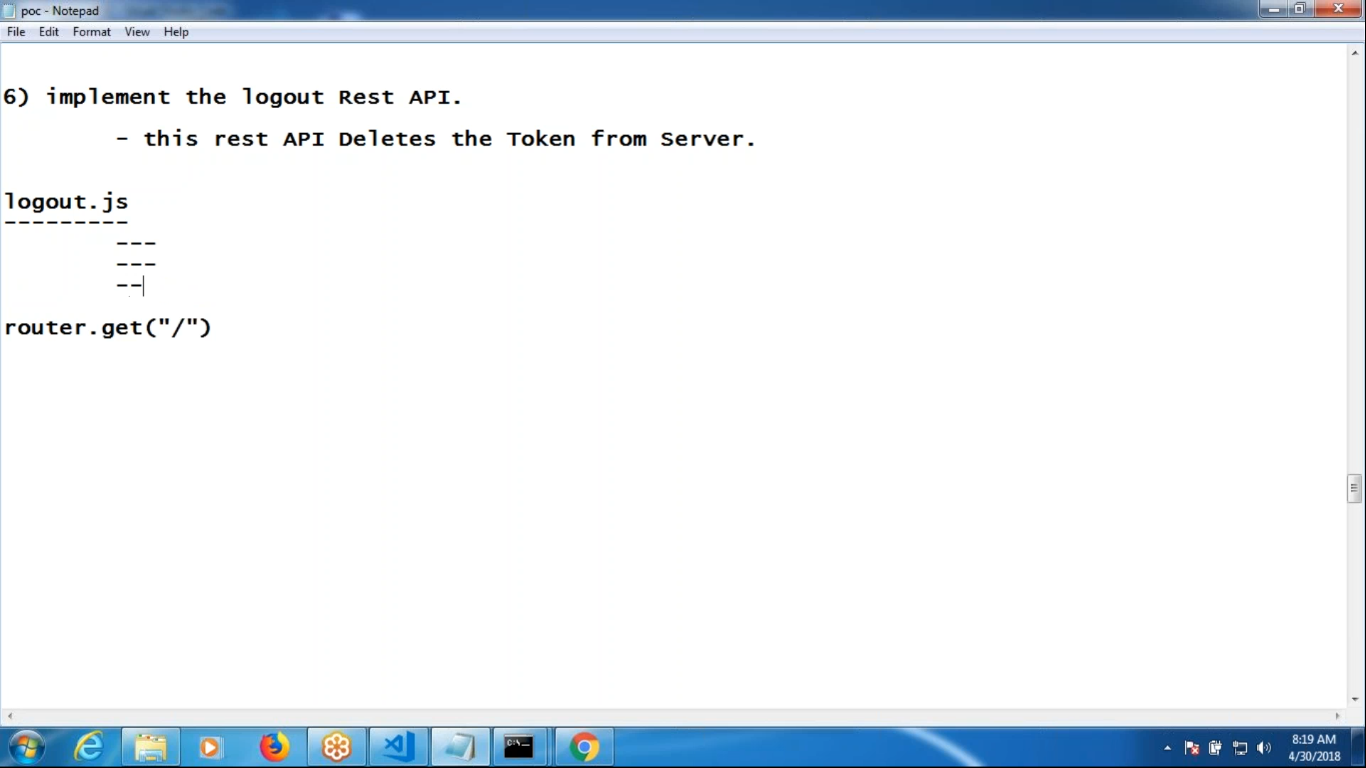 poc - Notepad
File Edit Format View Help
6) implement the logout Rest API.
- this rest API Deletes the Token from Server.
logout.js
---------
---
---
--
router.get("/")
8:19 AM
4/30/2018